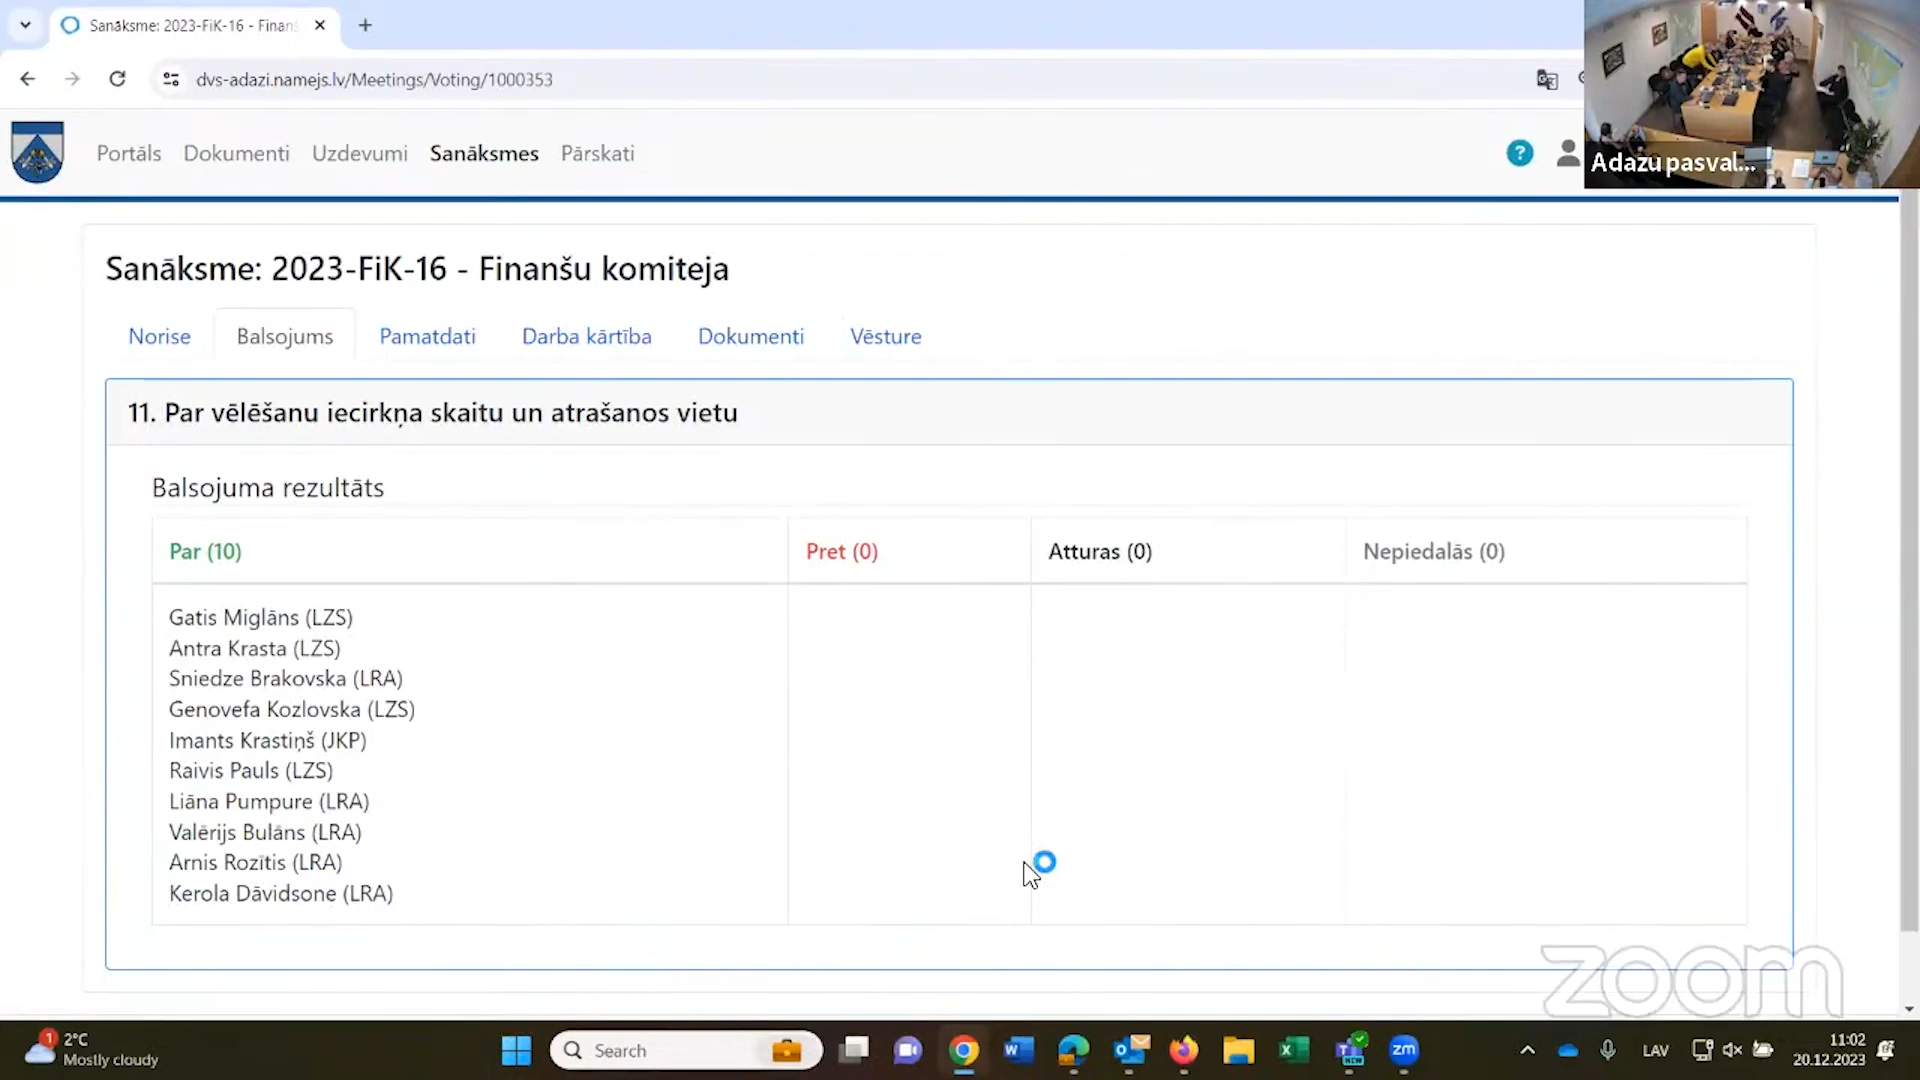 Sanāksme: 2023-FiK-16 - Finans
dvs-adazi.namejs.lv/Meetings/Voting/1000353
Portāls Dokumenti Uzdevumi Sanāksmes Pārskati
?
Adazu pasval...
Sanāksme: 2023-FiK-16 - Finanšu komiteja
Norise Balsojums Pamatdati Darba kārtība Dokumenti Vēsture
11. Par vēlēšanu iecirkņa skaitu un atrašanos vietu
Balsojuma rezultāts
Par (10) Pret (0) Atturas (0) Nepiedalās (0)
Gatis Miglāns (LZS)
Antra Krasta (LZS)
Sniedze Brakovska (LRA)
Genovefa Kozlovska (LZS)
Imants Krastiņš (JKP)
Raivis Pauls (LZS)
Liāna Pumpure (LRA)
Valērijs Bulāns (LRA)
Arnis Rozītis (LRA)
Kerola Dāvidsone (LRA)
zoom
1 2°C
Mostly cloudy
Search
zm
LAV
11:02
20.12.2023